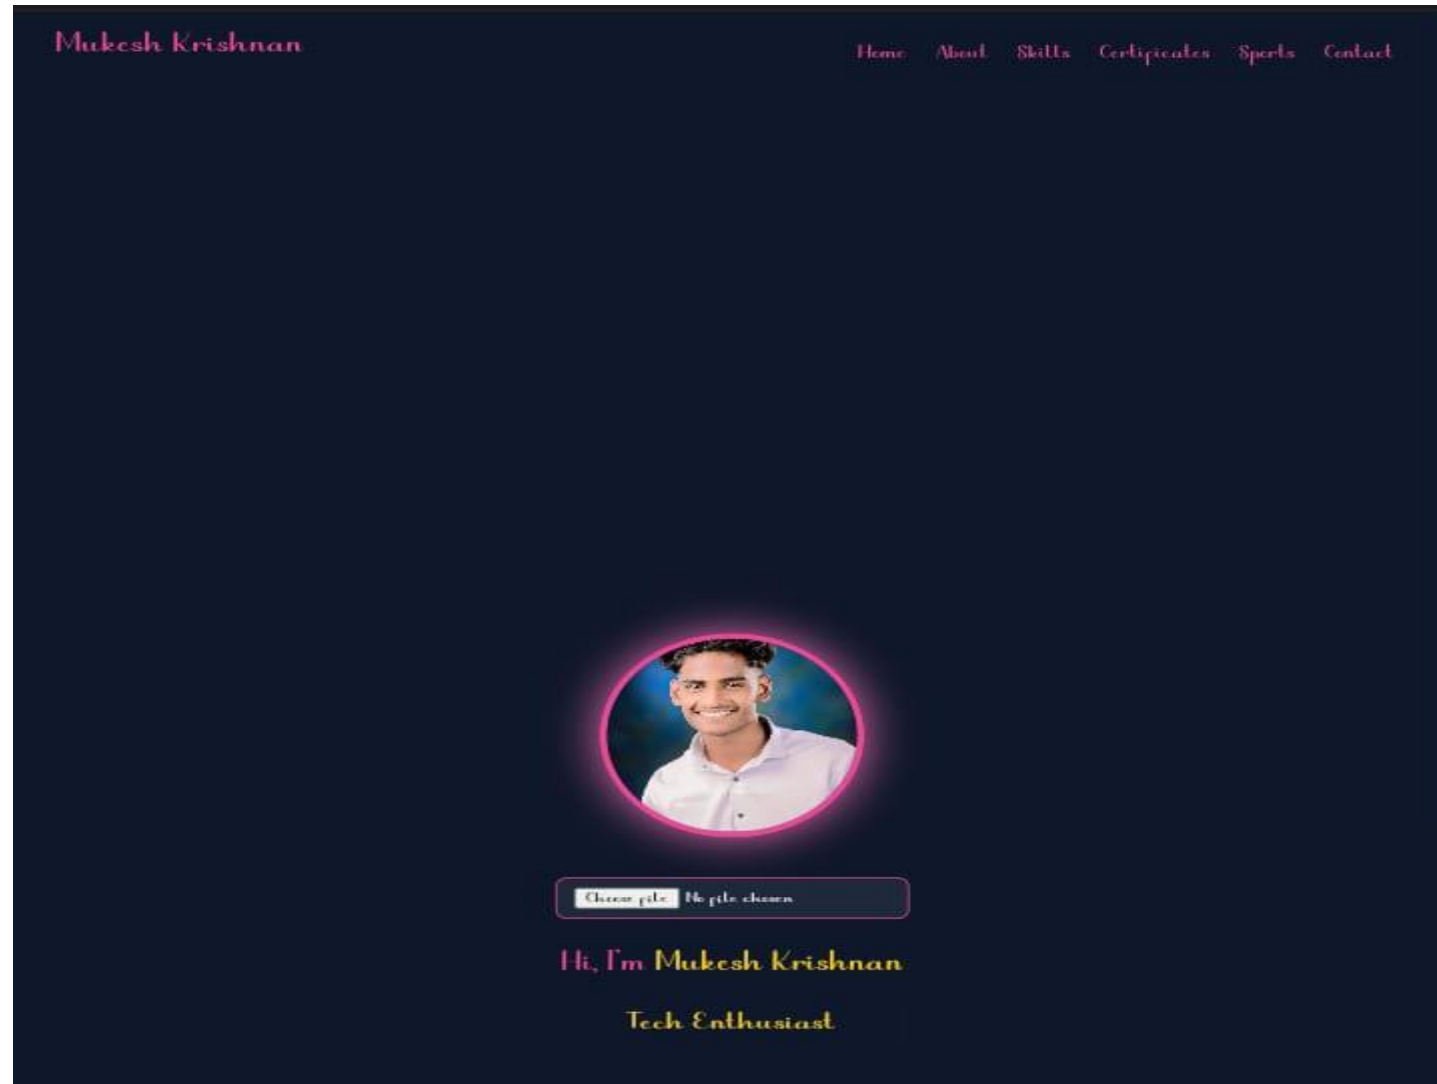 Mukesh Krishnan
Home About Skills Certificates Sports Contact
Choose file No file chosen
Hi, I'm Mukesh Krishnan
Tech Enthusiast